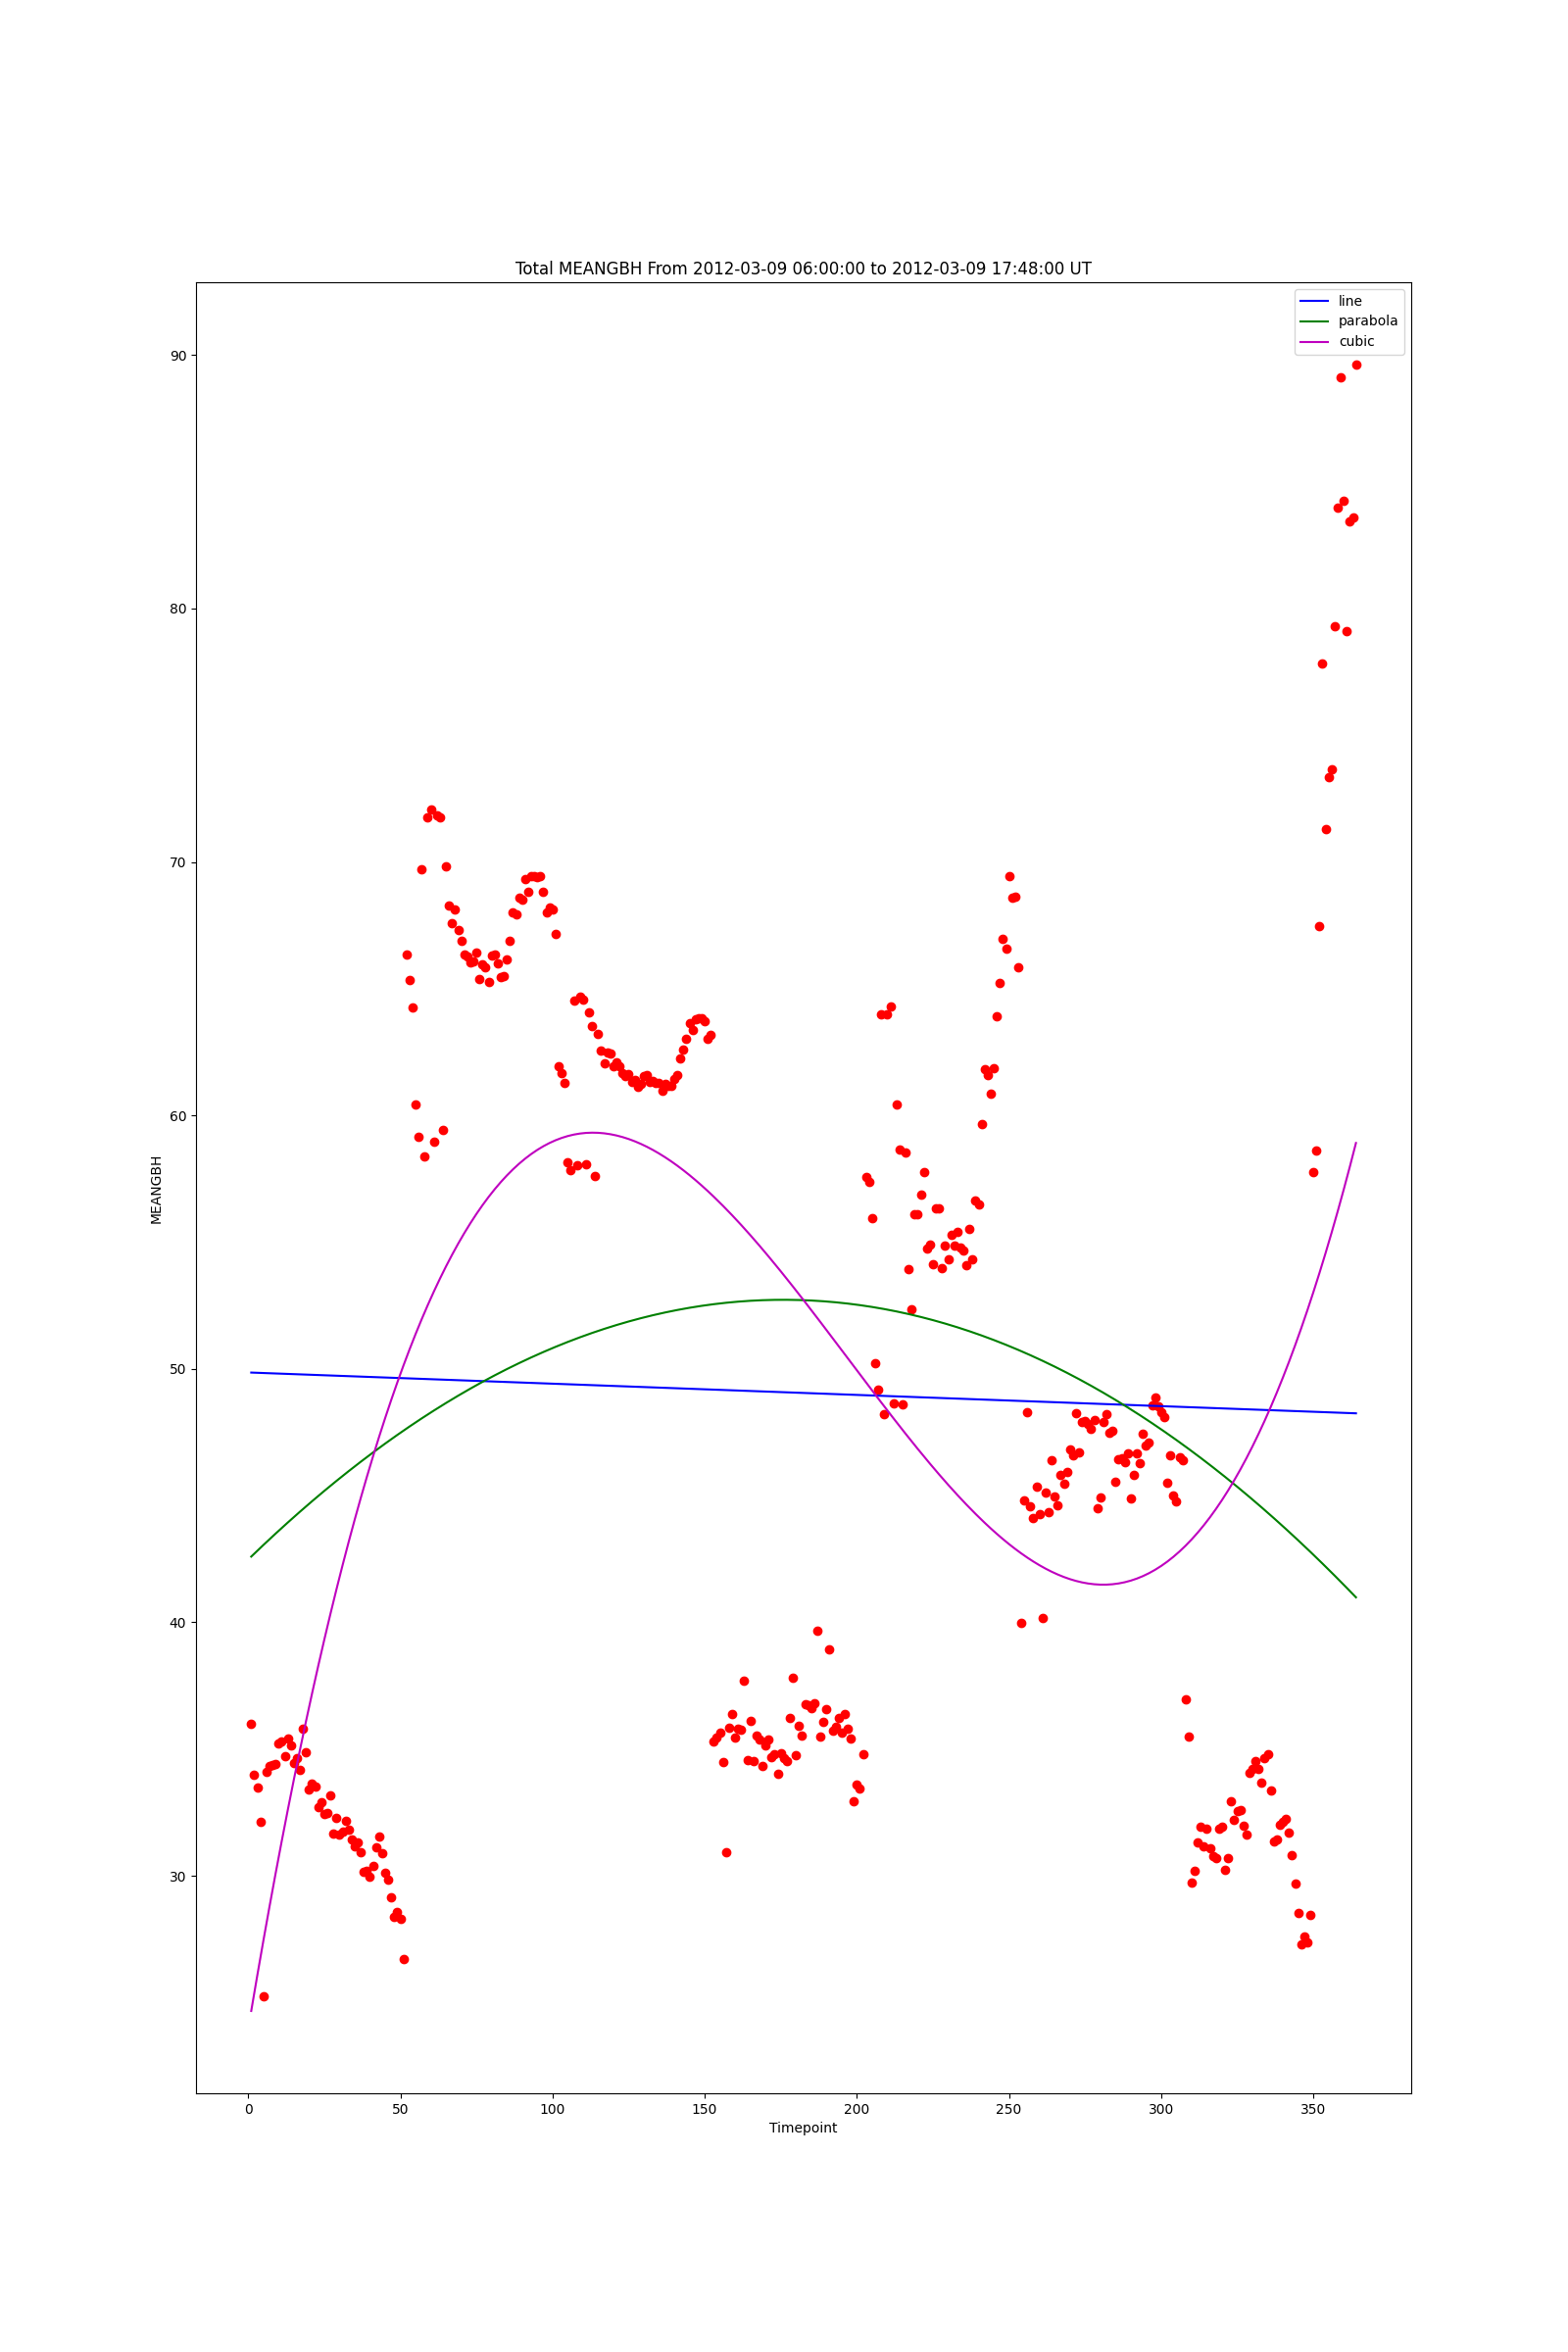 Total MEANGBH From 2012-03-09 06:00:00 to 2012-03-09 17:48:00 UT
line
parabola
cubic
90
80
70
60
50
40
30
MEANGBH
0 50 100 150 200 250 300 350
Timepoint